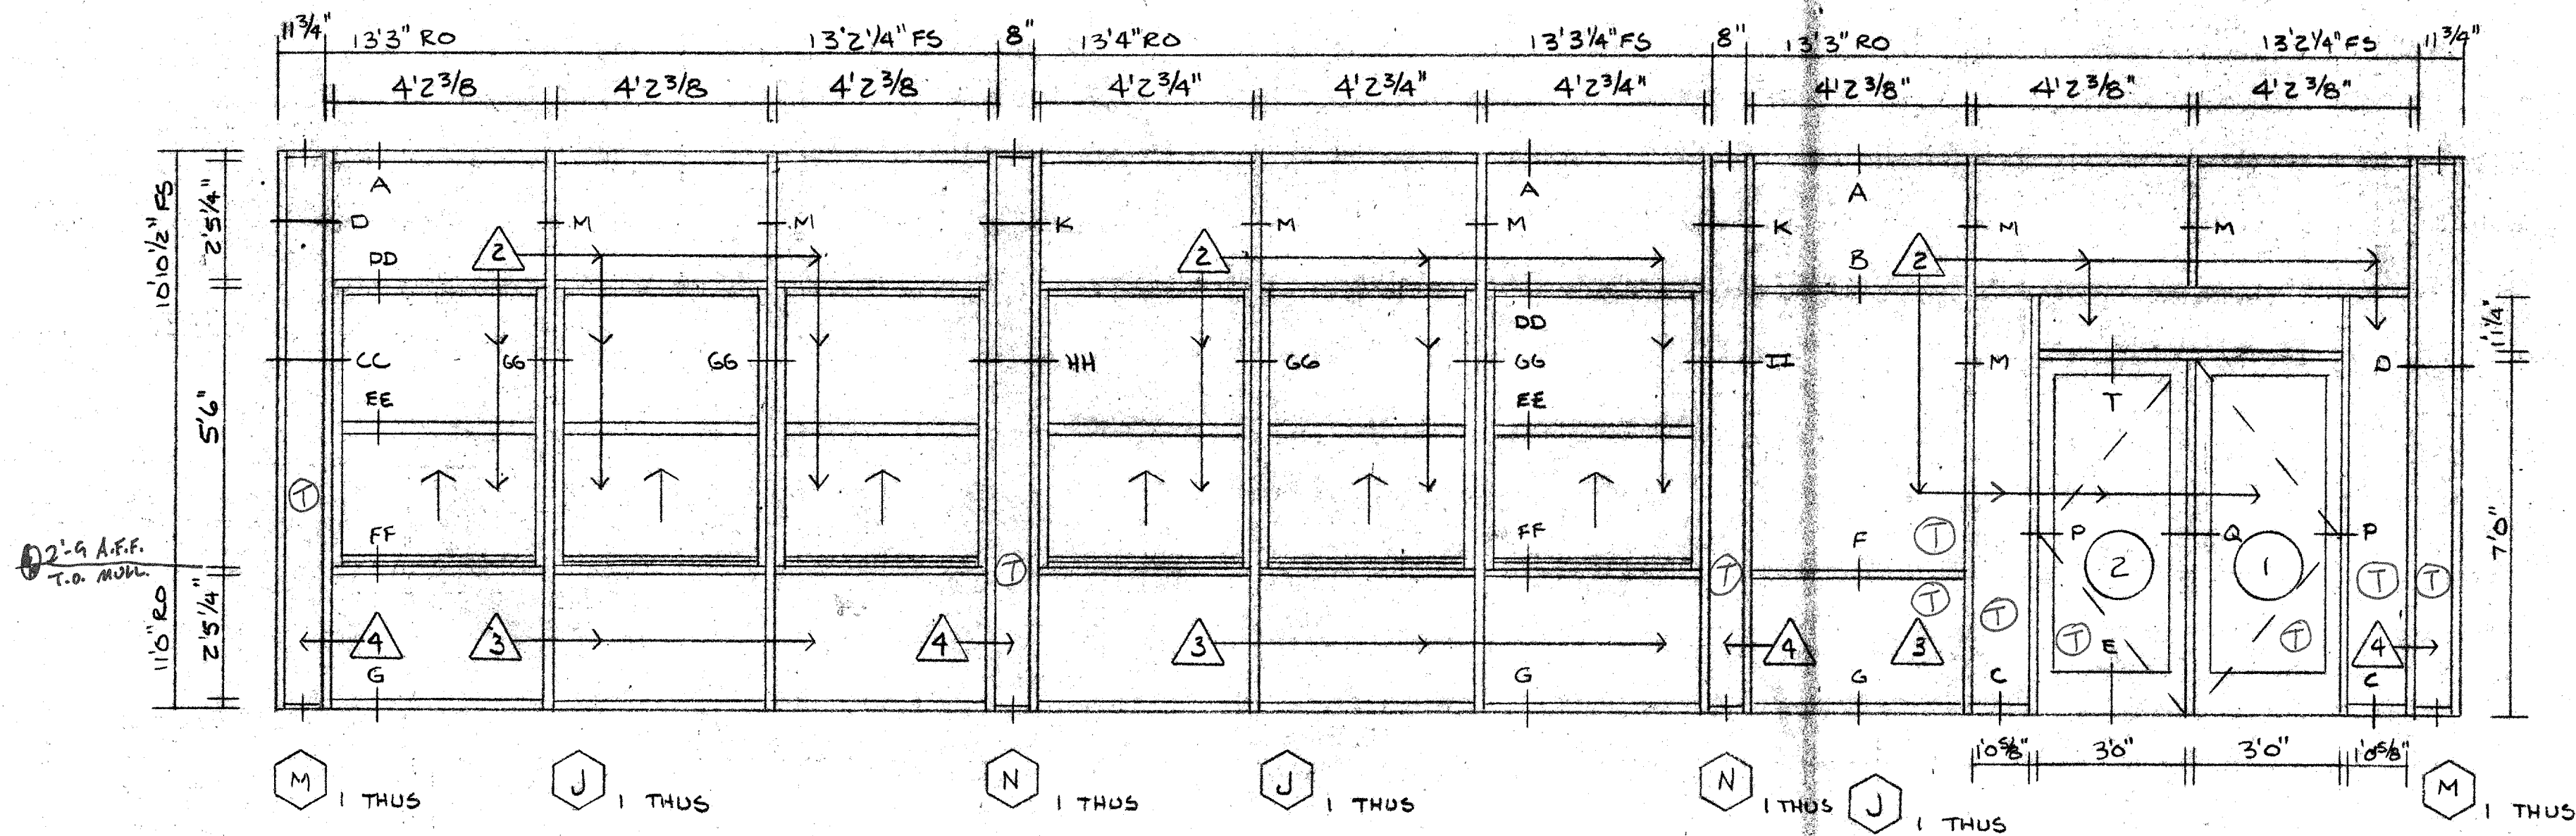 11 3/4" 13'3" RO 13'2 1/4" FS 8" 13'4" RO 13'3 1/4" FS 8" 13'3" RO 13'2 1/4" FS 11 3/4"
4'2 3/8 4'2 3/8 4'2 3/8 4'2 3/4" 4'2 3/4" 4'2 3/4" 4'2 3/8" 4'2 3/8" 4'2 3/8"
10'10 1/2" FS
2'5 1/4"
A A A
D M M K M M K M M
DD 2 2 B 2
DD
1'1 1/4"
CC GG GG HH GG GG II M D
EE EE T
5'6"
T
FF FF F T P 2 Q 1 P
7'0"
2'-9 A.F.F.
T.O. MULL.
T T T T T
11'0" RO
2'5 1/4"
T T T
4 3 4 3 4 3 E 4
G G G C C
1'0 5/8" 3'0" 3'0" 1'0 5/8"
M 1 THUS J 1 THUS N 1 THUS J 1 THUS N 1 THUS J 1 THUS M 1 THUS